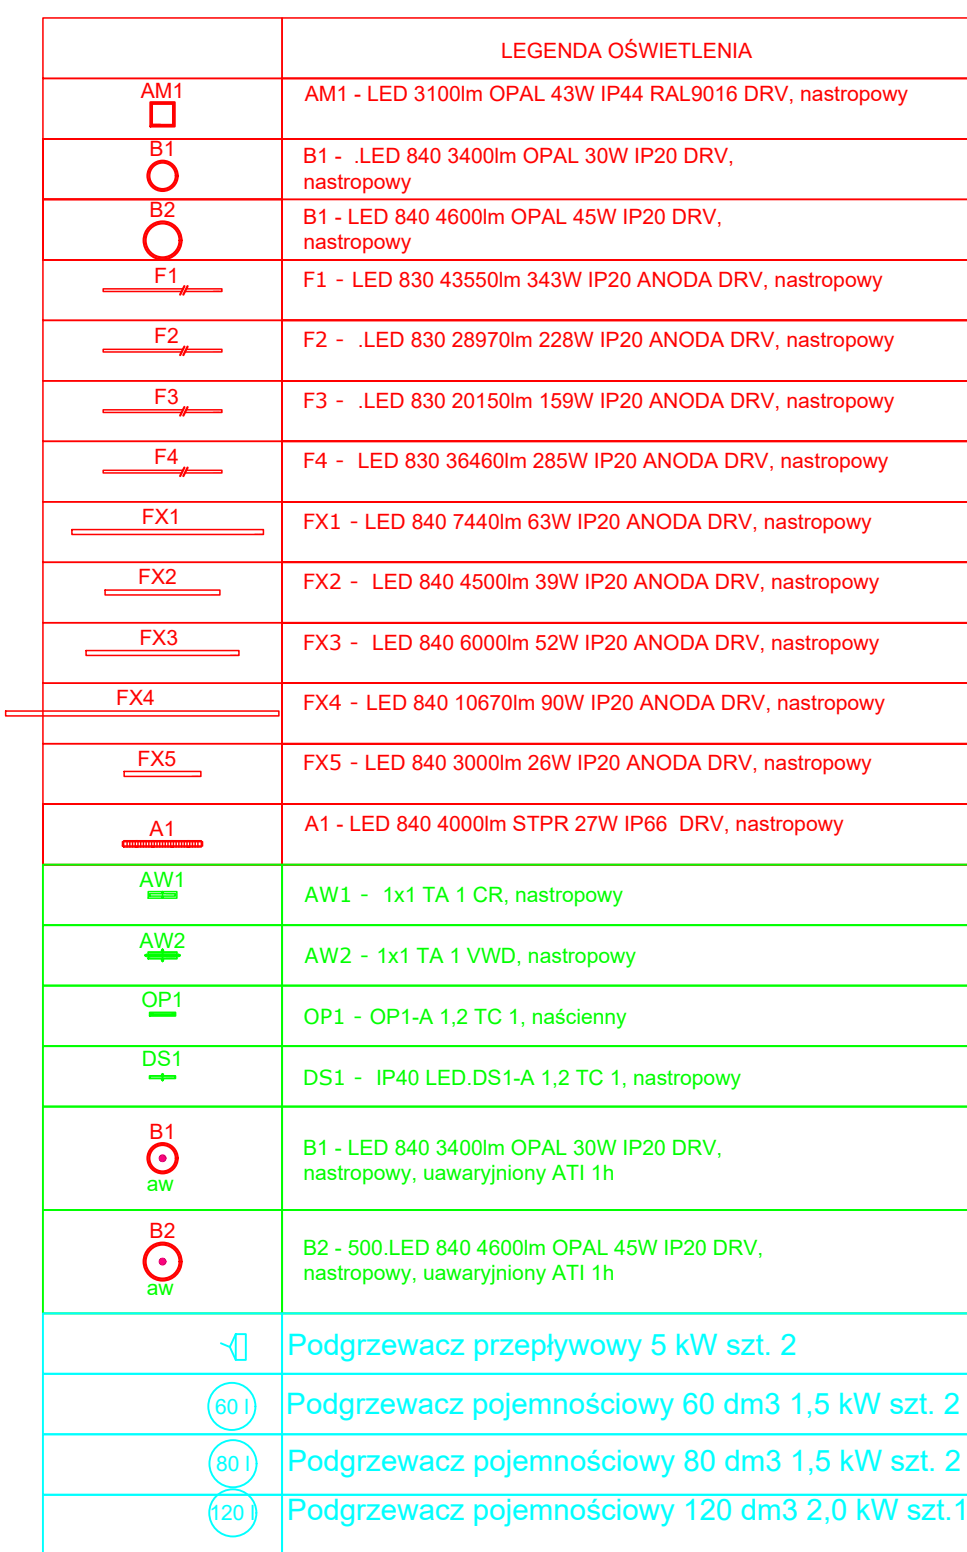 LEGENDA OŚWIETLENIA
AM1
AM1 - LED 3100lm OPAL 43W IP44 RAL9016 DRV, nastropowy
B1
B1 - .LED 840 3400lm OPAL 30W IP20 DRV,
nastropowy
B2
B1 - LED 840 4600lm OPAL 45W IP20 DRV,
nastropowy
F1
F1 - LED 830 43550lm 343W IP20 ANODA DRV, nastropowy
F2
F2 - .LED 830 28970lm 228W IP20 ANODA DRV, nastropowy
F3
F3 - .LED 830 20150lm 159W IP20 ANODA DRV, nastropowy
F4
F4 - LED 830 36460lm 285W IP20 ANODA DRV, nastropowy
FX1
FX1 - LED 840 7440lm 63W IP20 ANODA DRV, nastropowy
FX2
FX2 - LED 840 4500lm 39W IP20 ANODA DRV, nastropowy
FX3
FX3 - LED 840 6000lm 52W IP20 ANODA DRV, nastropowy
FX4
FX4 - LED 840 10670lm 90W IP20 ANODA DRV, nastropowy
FX5
FX5 - LED 840 3000lm 26W IP20 ANODA DRV, nastropowy
A1
A1 - LED 840 4000lm STPR 27W IP66 DRV, nastropowy
AW1
AW1 - 1x1 TA 1 CR, nastropowy
AW2
AW2 - 1x1 TA 1 VWD, nastropowy
OP1
OP1 - OP1-A 1,2 TC 1, naścienny
DS1
DS1 - IP40 LED.DS1-A 1,2 TC 1, nastropowy
B1
aw
B1 - LED 840 3400lm OPAL 30W IP20 DRV,
nastropowy, uawaryjniony ATI 1h
B2
aw
B2 - 500.LED 840 4600lm OPAL 45W IP20 DRV,
nastropowy, uawaryjniony ATI 1h
Podgrzewacz przepływowy 5 kW szt. 2
60 l
Podgrzewacz pojemnościowy 60 dm3 1,5 kW szt. 2
80 l
Podgrzewacz pojemnościowy 80 dm3 1,5 kW szt. 2
120 l
Podgrzewacz pojemnościowy 120 dm3 2,0 kW szt.1